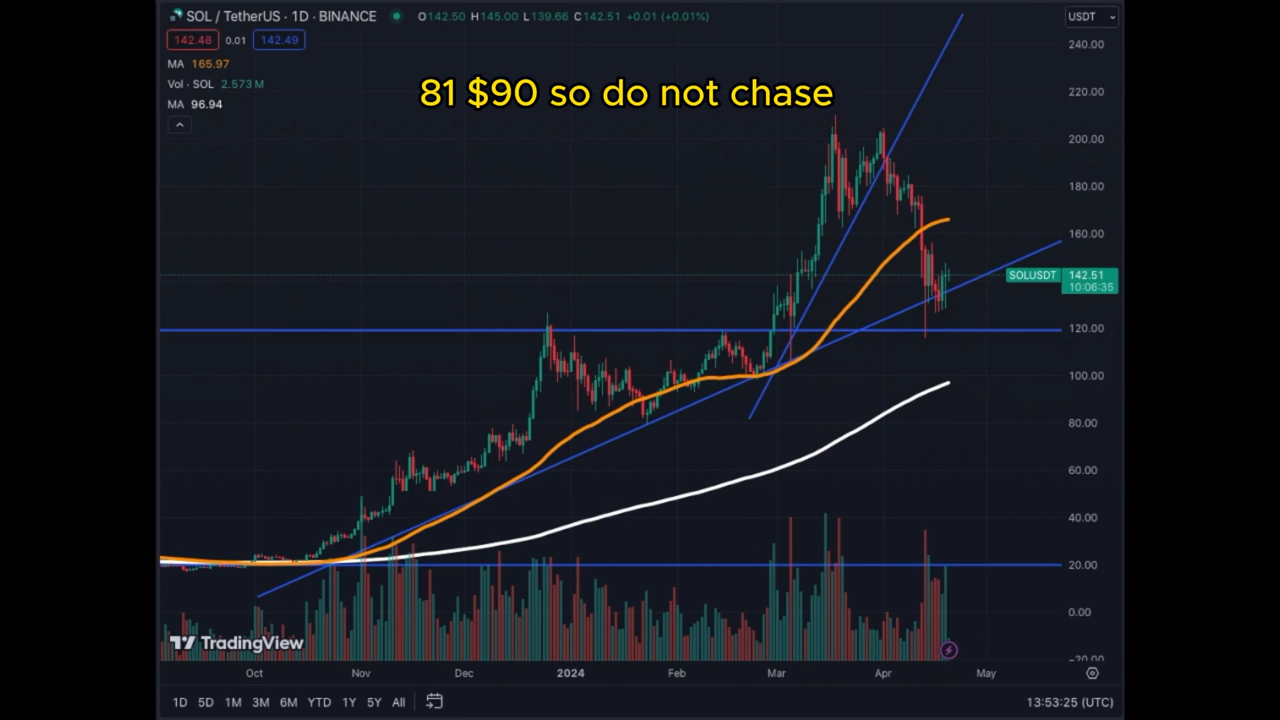 SOL / TetherUS · 1D · BINANCE O142.50 H145.00 L139.66 C142.51 +0.01 (+0.01%) USDT
142.48 0.01 142.49
MA 165.97
Vol · SOL 2.573 M
MA 96.94
81 $90 so do not chase
240.00
220.00
200.00
180.00
160.00
SOLUSDT 142.51
10:06:35
120.00
100.00
80.00
60.00
40.00
20.00
0.00
-20.00
TradingView
Oct Nov Dec 2024 Feb Mar Apr May
1D 5D 1M 3M 6M YTD 1Y 5Y All 13:53:25 (UTC)